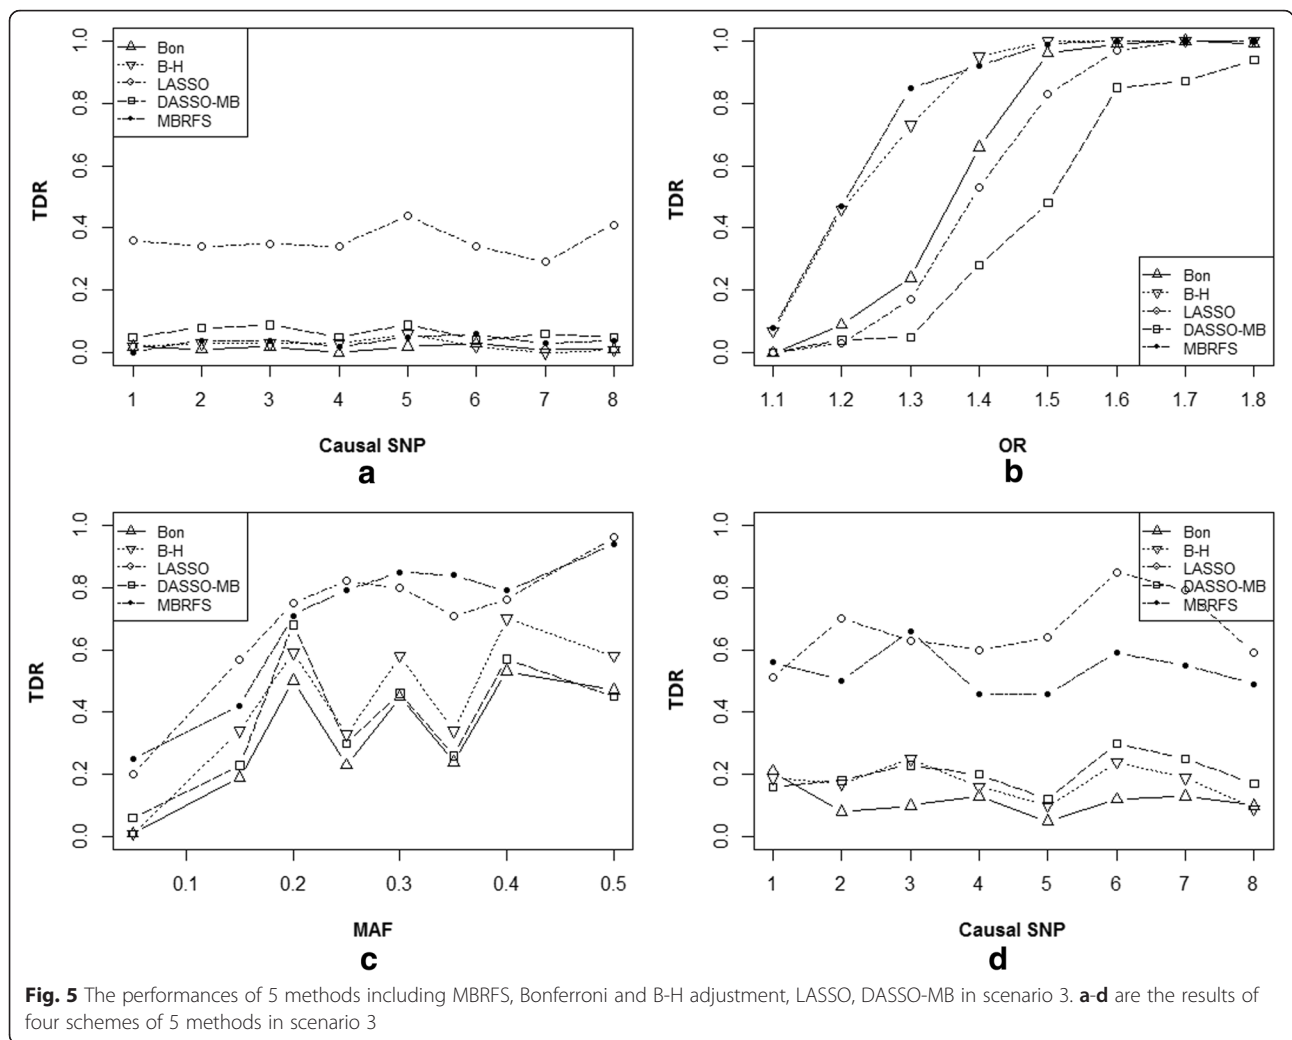 Bon
B-H
LASSO
DASSO-MB
MBRFS
1.0
0.8
0.6
0.4
0.2
0.0
TDR
1 2 3 4 5 6 7 8
Causal SNP
a
Bon
B-H
LASSO
DASSO-MB
MBRFS
1.0
0.8
0.6
0.4
0.2
0.0
TDR
1.1 1.2 1.3 1.4 1.5 1.6 1.7 1.8
OR
b
Bon
B-H
LASSO
DASSO-MB
MBRFS
1.0
0.8
0.6
0.4
0.2
0.0
TDR
0.1 0.2 0.3 0.4 0.5
MAF
c
Bon
B-H
LASSO
DASSO-MB
MBRFS
1.0
0.8
0.6
0.4
0.2
0.0
TDR
1 2 3 4 5 6 7 8
Causal SNP
d
Fig. 5 The performances of 5 methods including MBRFS, Bonferroni and B-H adjustment, LASSO, DASSO-MB in scenario 3. a-d are the results of
four schemes of 5 methods in scenario 3